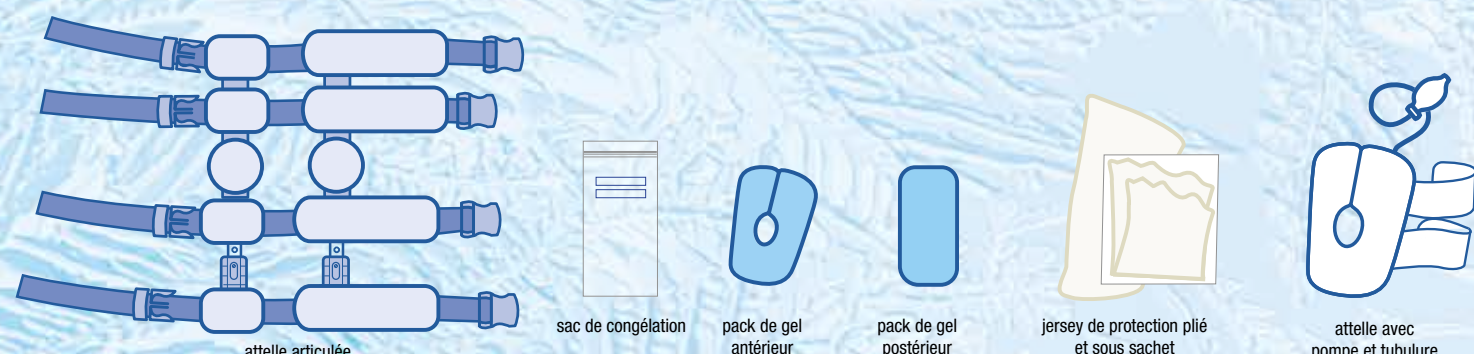 attelle articulée
sac de congélation
pack de gel
antérieur
pack de gel
postérieur
jersey de protection plié
et sous sachet
attelle avec
pompe et tubulure